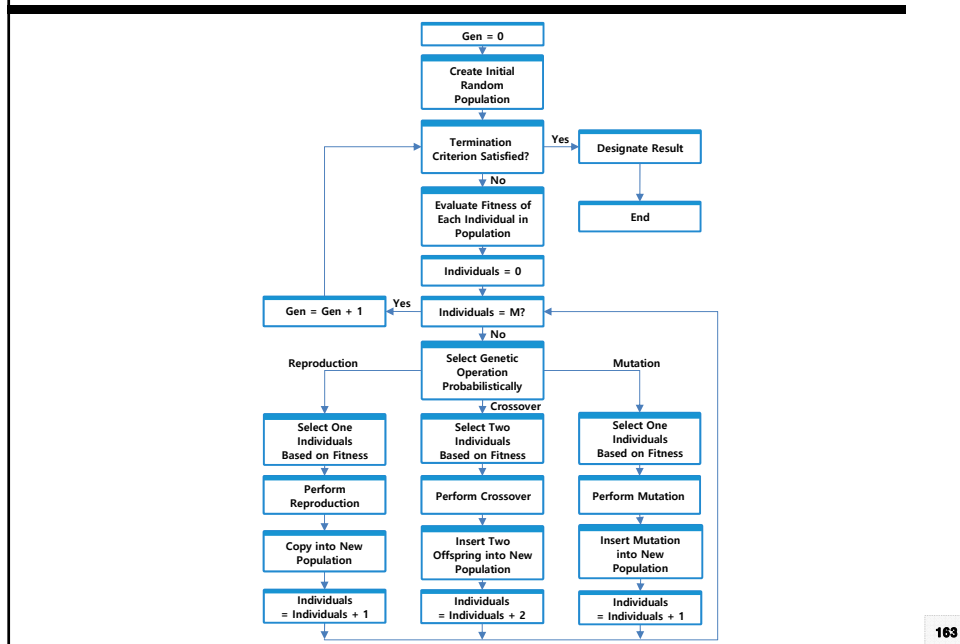 Gen = 0
Create Initial
Random
Population
Termination
Criterion Satisfied?
Yes
Designate Result
No
End
Evaluate Fitness of
Each Individual in
Population
Individuals = 0
Gen = Gen + 1
Yes
Individuals = M?
No
Reproduction
Select Genetic
Operation
Probabilistically
Mutation
Crossover
Select One
Individuals
Based on Fitness
Select Two
Individuals
Based on Fitness
Select One
Individuals
Based on Fitness
Perform
Reproduction
Perform Crossover
Perform Mutation
Copy into New
Population
Insert Two
Offspring into New
Population
Insert Mutation
into New
Population
Individuals
= Individuals + 1
Individuals
= Individuals + 2
Individuals
= Individuals + 1
163